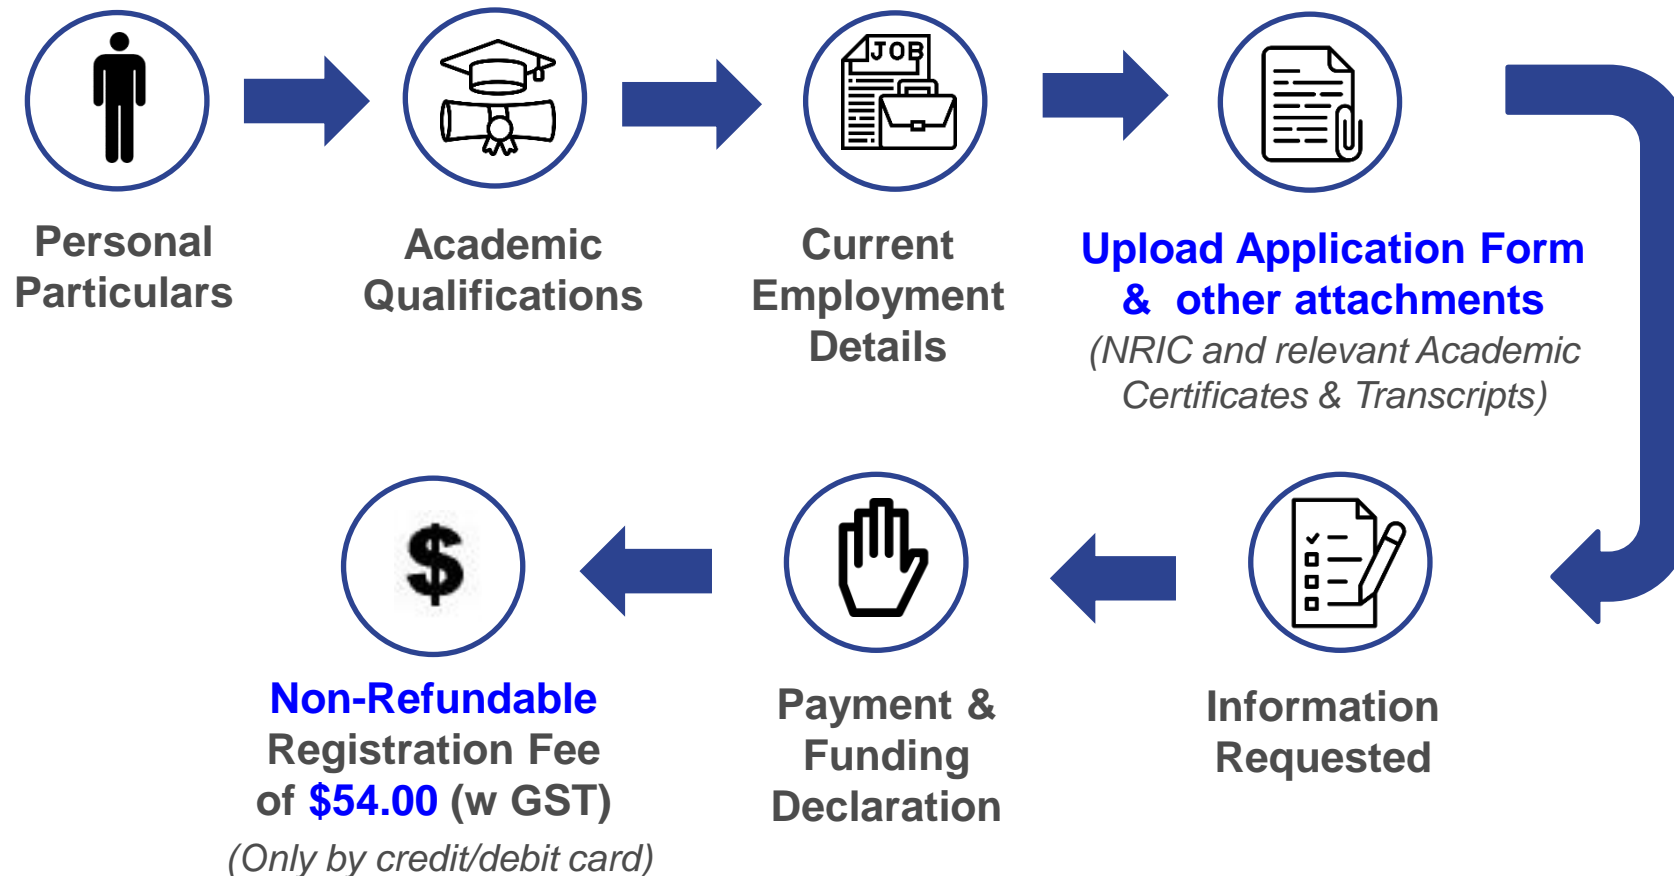 Personal
Particulars
Academic
Qualifications
JOB
Current
Employment
Details
Upload Application Form
& other attachments
(NRIC and relevant Academic
Certificates & Transcripts)
Information
Requested
Payment &
Funding
Declaration
$
Non-Refundable
Registration Fee
of $54.00 (w GST)
(Only by credit/debit card)